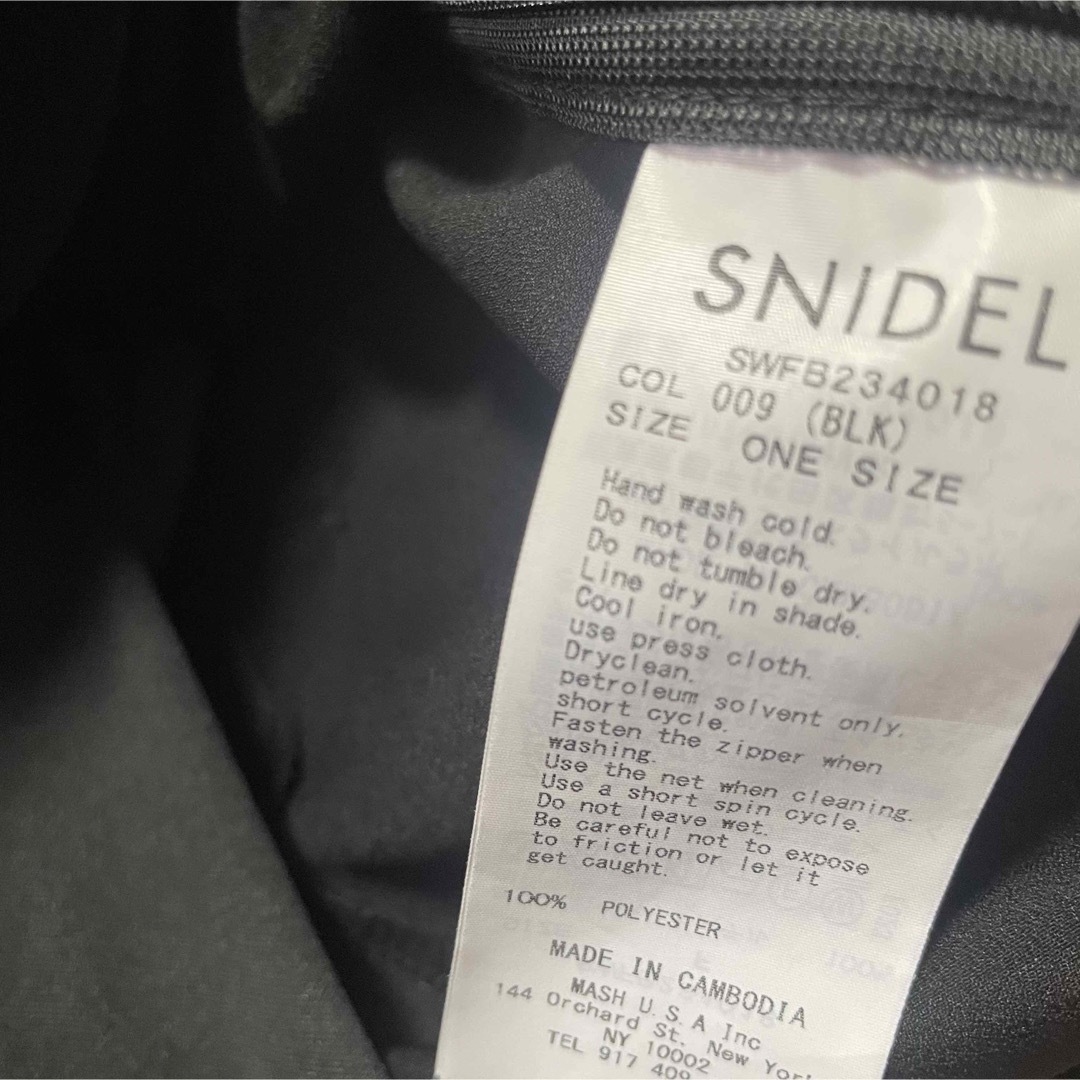 SNIDEL
SWFB234018
COL 009 (BLK)
SIZE ONE SIZE
Hand wash cold.
Do not bleach.
Do not tumble dry.
Line dry in shade.
Cool iron.
use press cloth.
Dryclean.
petroleum solvent only.
short cycle.
Fasten the zipper when
washing.
Use the net when cleaning.
Use a short spin cycle.
Do not leave wet.
Be careful not to expose
to friction or let it
get caught.
100% POLYESTER
MADE IN CAMBODIA
MASH U.S.A Inc
144 Orchard St. New
NY 10002
TEL 917 409